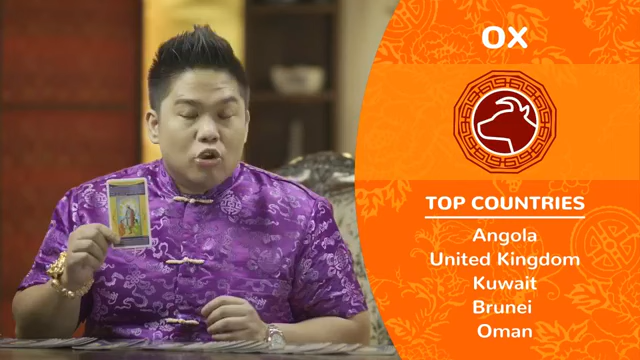 OX
TOP COUNTRIES
Angola
United Kingdom
Kuwait
Brunei
Oman